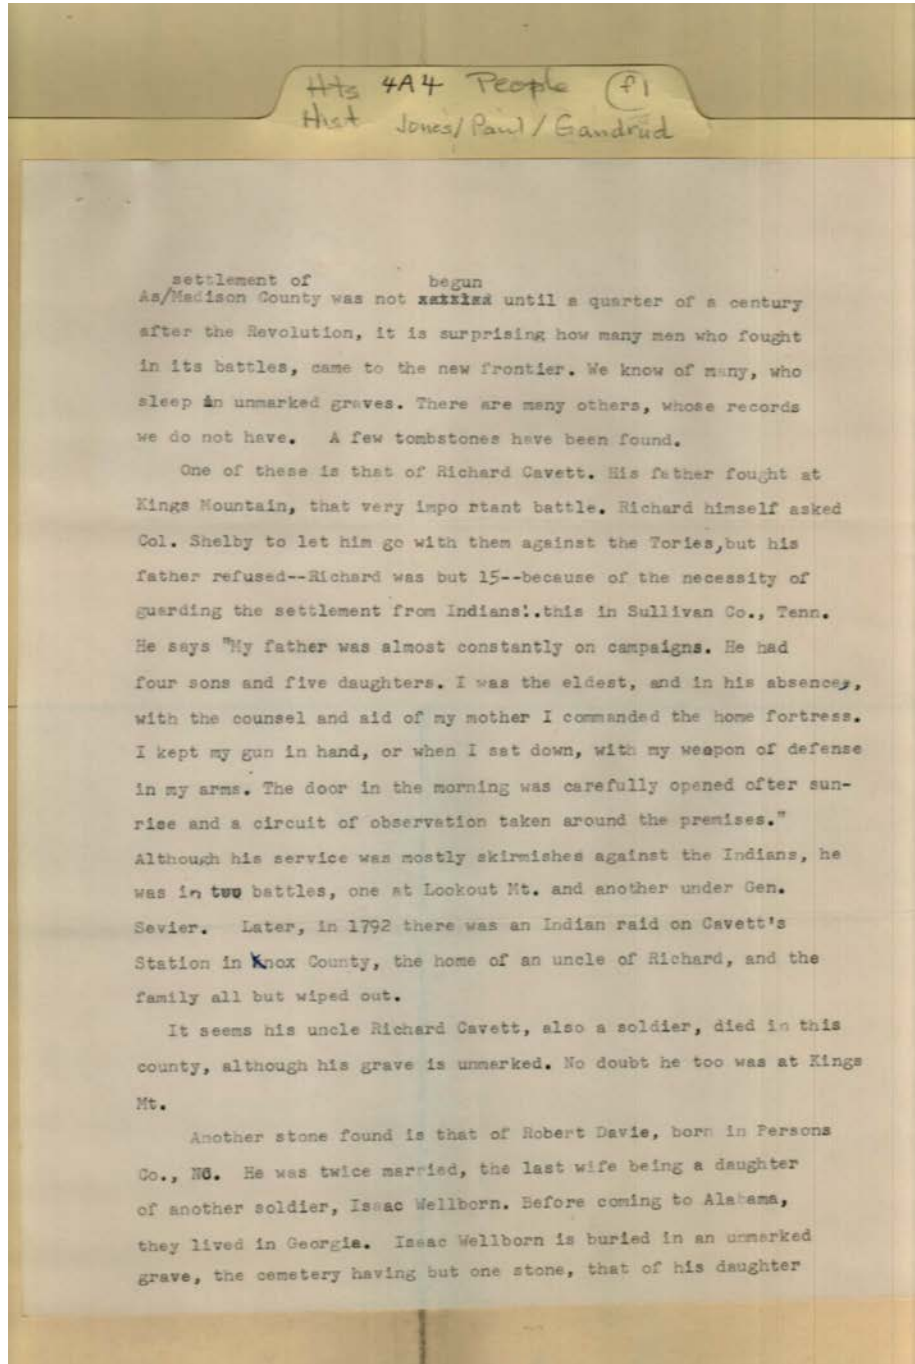 Hts 4A4 People f1
Hist Jones/Paul/Gandrud
settlement of begun
As/Madison County was not xxttlxd until a quarter of a century
after the Revolution, it is surprising how many men who fought
in its battles, came to the new frontier. We know of many, who
sleep in unmarked graves. There are many others, whose records
we do not have. A few tombstones have been found.
One of these is that of Richard Cavett. His father fought at
Kings Mountain, that very impo rtant battle. Richard himself asked
Col. Shelby to let him go with them against the Tories,but his
father refused--Richard was but 15--because of the necessity of
guarding the settlement from Indians!.this in Sullivan Co., Tenn.
He says "My father was almost constantly on campaigns. He had
four sons and five daughters. I was the eldest, and in his absences,
with the counsel and aid of my mother I commanded the home fortress.
I kept my gun in hand, or when I sat down, with my weapon of defense
in my arms. The door in the morning was carefully opened ofter sun-
rise and a circuit of observation taken around the premises."
Although his service was mostly skirmishes against the Indians, he
was in two battles, one at Lookout Mt. and another under Gen.
Sevier. Later, in 1792 there was an Indian raid on Cavett's
Station in Knox County, the home of an uncle of Richard, and the
family all but wiped out.
It seems his uncle Richard Cavett, also a soldier, died in this
county, although his grave is unmarked. No doubt he too was at Kings
Mt.
Another stone found is that of Robert Davie, born in Persons
Co., NC. He was twice married, the last wife being a daughter
of another soldier, Isaac Wellborn. Before coming to Alabama,
they lived in Georgia. Isaac Wellborn is buried in an unmarked
grave, the cemetery having but one stone, that of his daughter